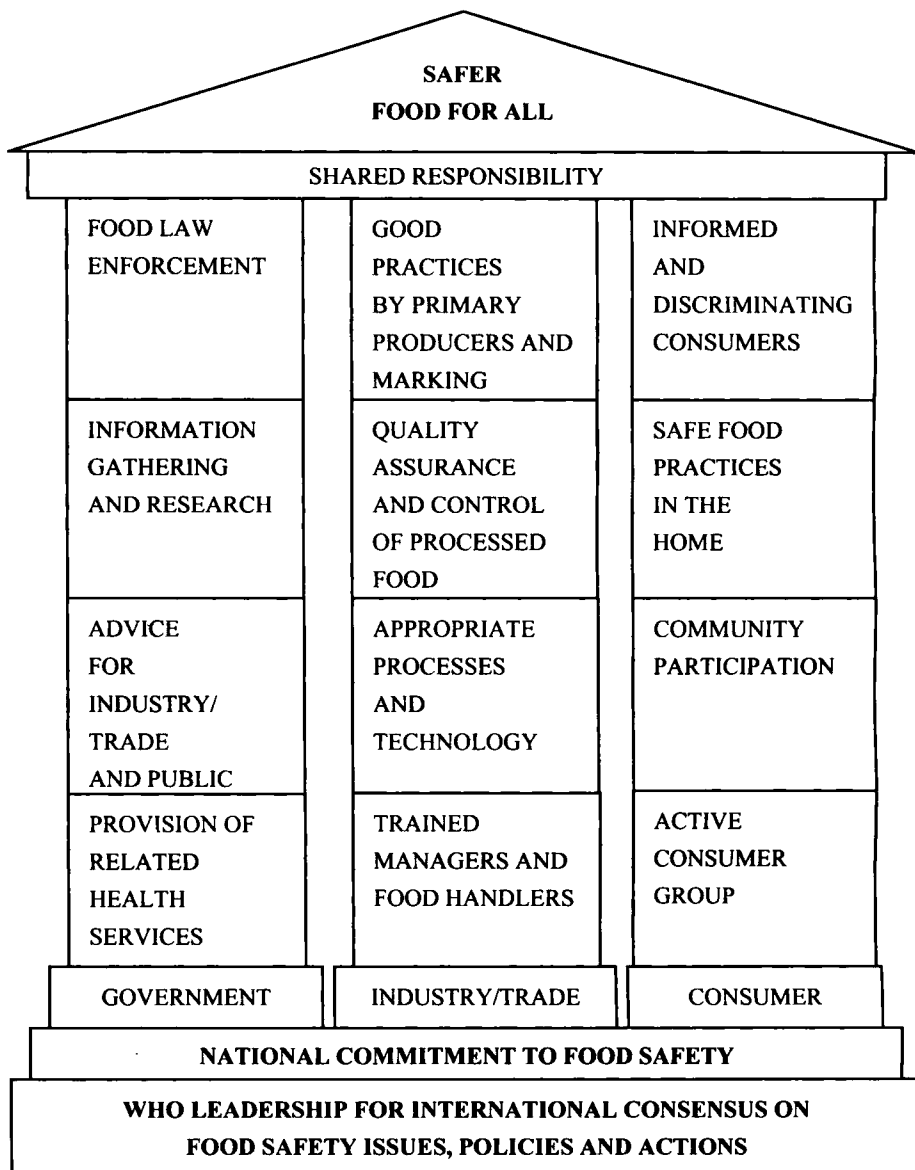 SAFER
FOOD FOR ALL
SHARED RESPONSIBILITY
FOOD LAW
ENFORCEMENT
INFORMATION
GATHERING
AND RESEARCH
ADVICE
FOR
INDUSTRY/
TRADE
AND PUBLIC
PROVISION OF
RELATED
HEALTH
SERVICES
GOVERNMENT
GOOD
PRACTICES
BY PRIMARY
PRODUCERS AND
MARKING
QUALITY
ASSURANCE
AND CONTROL
OF PROCESSED
FOOD
APPROPRIATE
PROCESSES
AND
TECHNOLOGY
TRAINED
MANAGERS AND
FOOD HANDLERS
INDUSTRY/TRADE
INFORMED
AND
DISCRIMINATING
CONSUMERS
SAFE FOOD
PRACTICES
IN THE
HOME
COMMUNITY
PARTICIPATION
ACTIVE
CONSUMER
GROUP
CONSUMER
NATIONAL COMMITMENT TO FOOD SAFETY
WHO LEADERSHIP FOR INTERNATIONAL CONSENSUS ON
FOOD SAFETY ISSUES, POLICIES AND ACTIONS